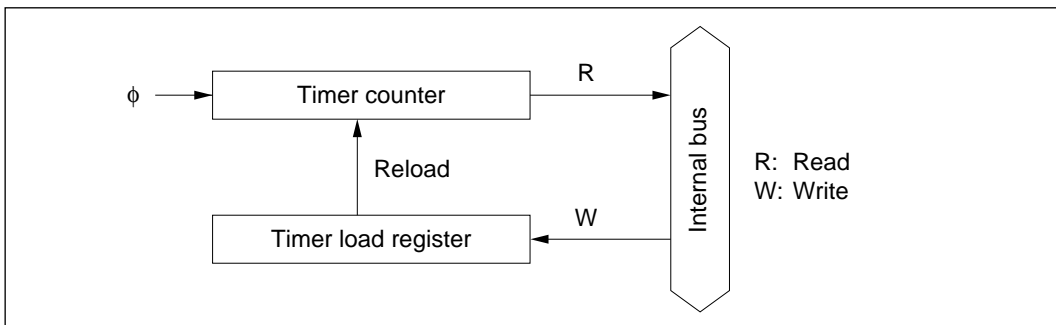 R
ϕ
Timer counter
Reload
Internal bus
R: Read
W: Write
W
Timer load register